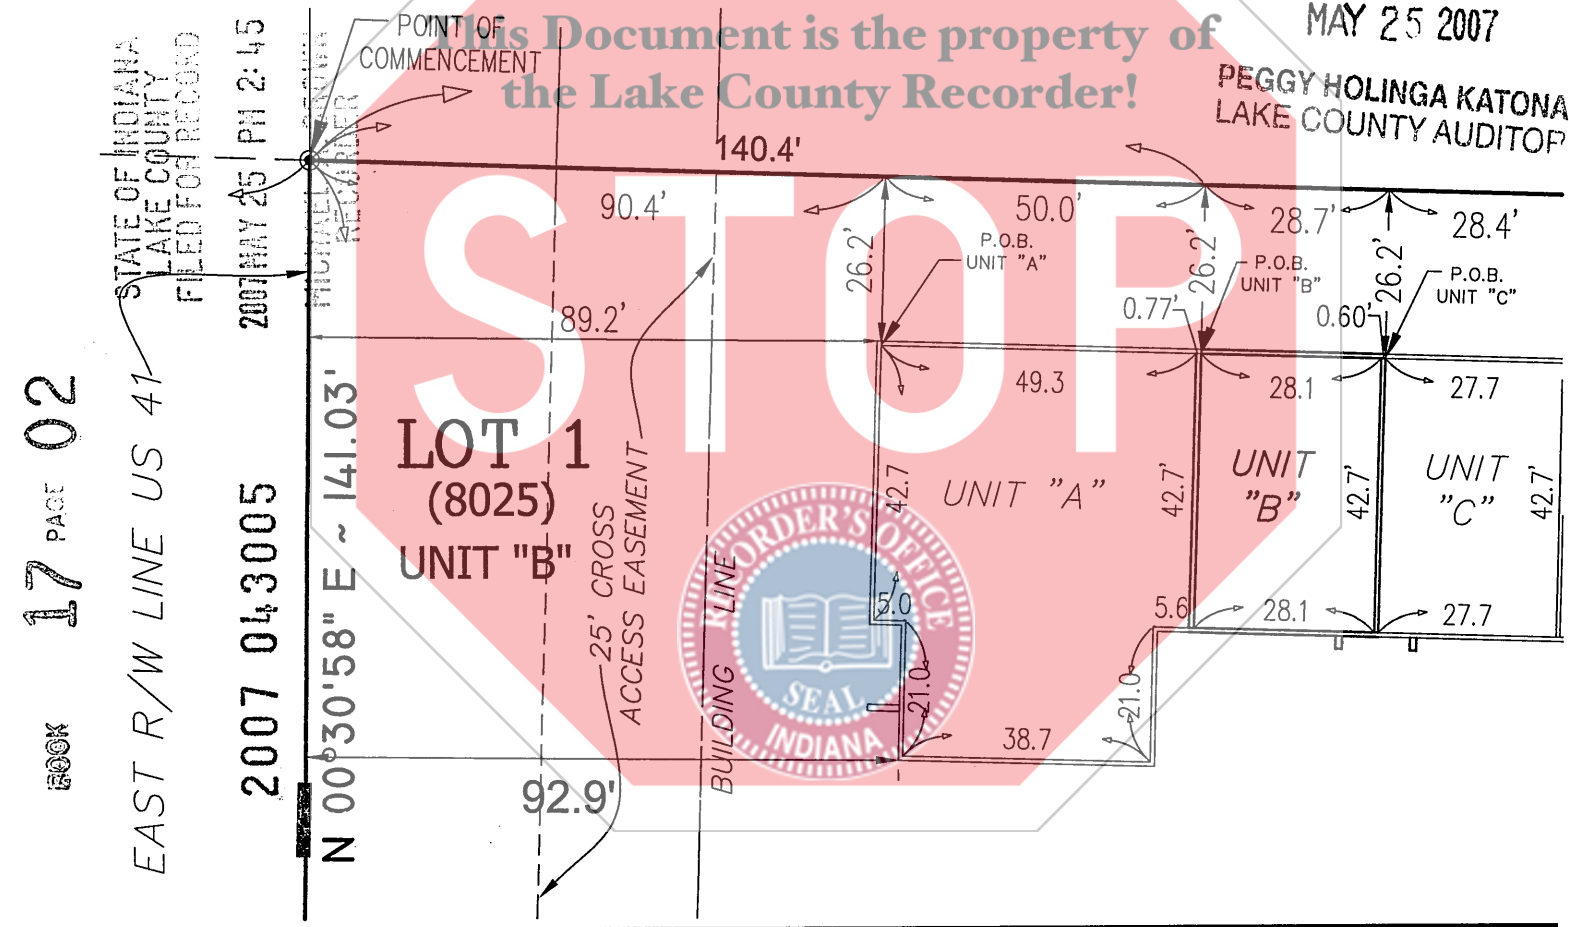 This Document is the property of
the Lake County Recorder!
STOP
MAY 25 2007
PEGGY HOLINGA KATONA
LAKE COUNTY AUDITOR
STATE OF INDIANA
LAKE COUNTY
FILED FOR RECORD
2007 MAY 25 PM 2:45
RECORDER
POINT OF
COMMENCEMENT
140.4'
90.4'
50.0'
28.7'
28.4'
26.2'
26.2'
26.2'
P.O.B.
UNIT "A"
P.O.B.
UNIT "B"
P.O.B.
UNIT "C"
0.77'
0.60'
89.2'
49.3
28.1
27.7
LOT 1
(8025)
UNIT "B"
UNIT "A"
UNIT
"B"
UNIT
"C"
42.7
42.7'
42.7'
42.7'
5.0
5.6
28.1
27.7
21.0
21.0
38.7
92.9'
25' CROSS
ACCESS EASEMENT
BUILDING LINE
N 00°30'58" E ~ 141.03'
EAST R/W LINE US 41
2007 043005
BOOK 17 PAGE 02
RECORDER'S OFFICE
SEAL
INDIANA